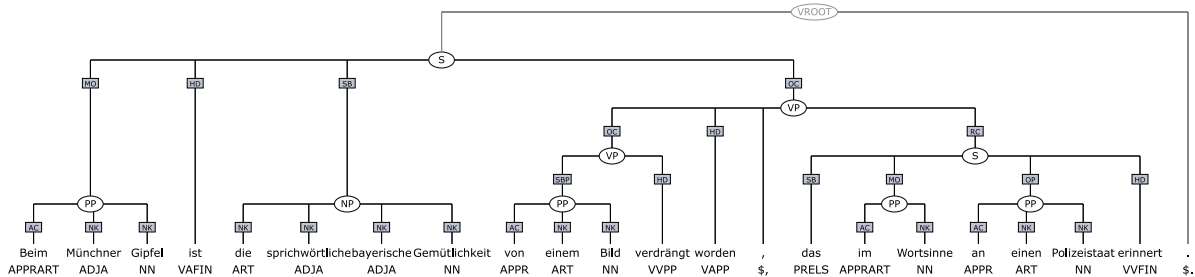 VROOT
S
MO HD SB OC
VP
OC HD RC
VP S
SBP HD SB MO OP HD
PP NP PP PP PP
AC NK NK NK NK NK NK AC NK NK AC NK AC NK NK
Beim Münchner Gipfel ist die sprichwörtliche bayerische Gemütlichkeit von einem Bild verdrängt worden , das im Wortsinne an einen Polizeistaat erinnert .
APPRART ADJA NN VAFIN ART ADJA ADJA NN APPR ART NN VVPP VAPP $, PRELS APPRART NN APPR ART NN VVFIN $.